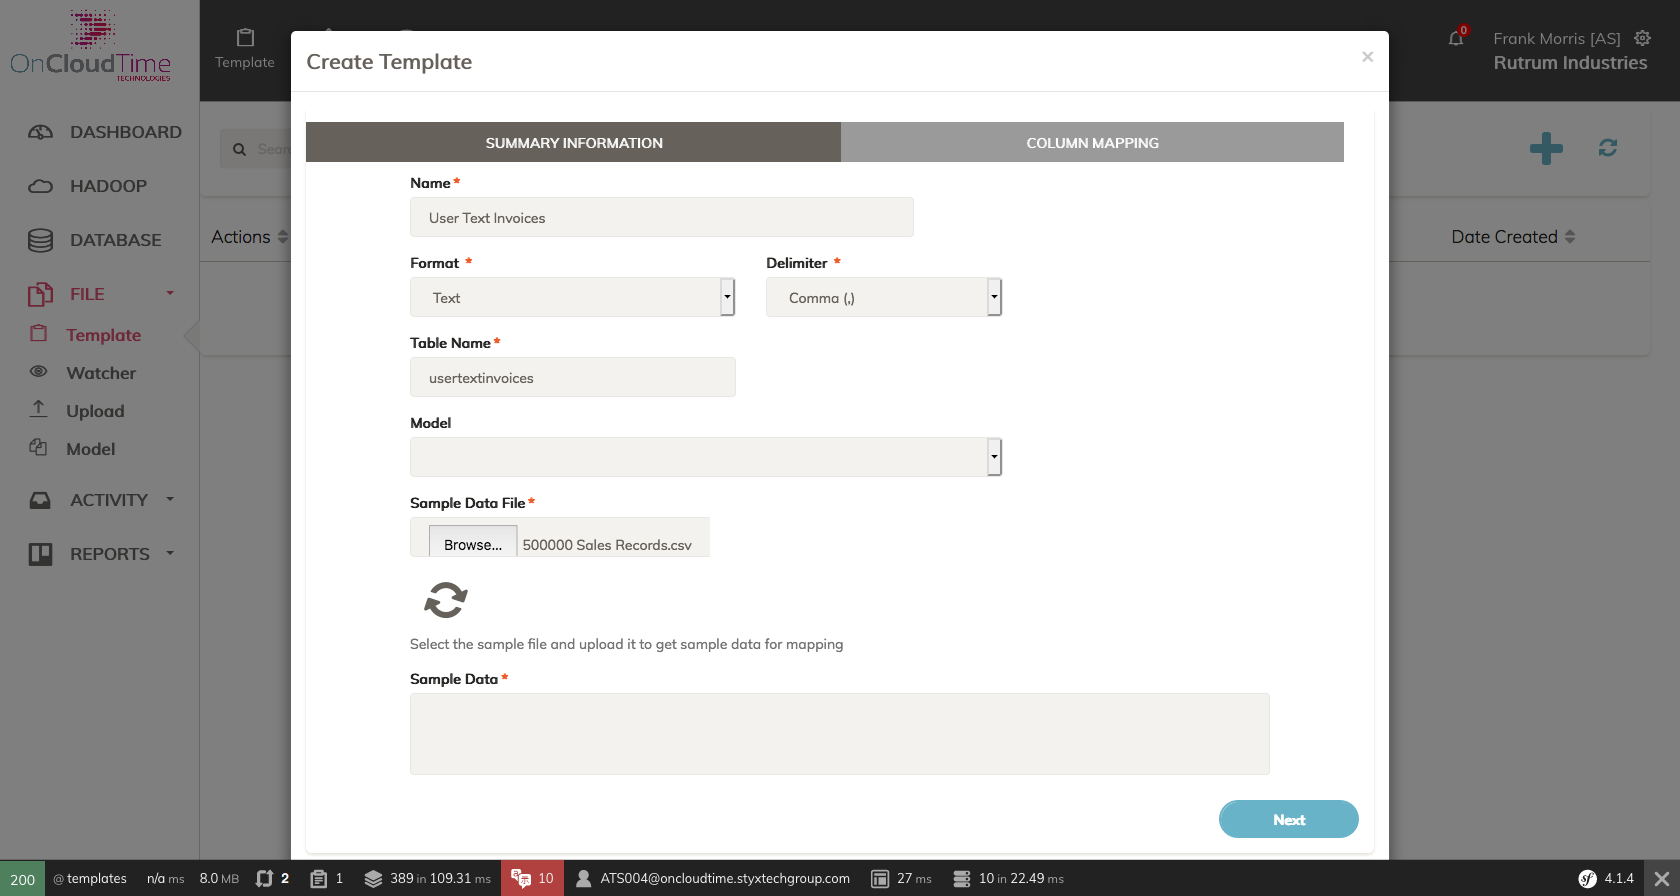 OnCloudTime
TECHNOLOGIES
Template
0
Frank Morris [AS]
Rutrum Industries
DASHBOARD
HADOOP
DATABASE
FILE
Template
Watcher
Upload
Model
ACTIVITY
REPORTS
Actions
Date Created
Create Template
×
SUMMARY INFORMATION
COLUMN MAPPING
Name *
User Text Invoices
Format * Delimiter *
Text Comma (,)
Table Name *
usertextinvoices
Model
Sample Data File *
Browse... 500000 Sales Records.csv
Select the sample file and upload it to get sample data for mapping
Sample Data *
Next
200 @ templates n/a ms 8.0 MB 2 1 389 in 109.31 ms 10 ATS004@oncloudtime.styxtechgroup.com 27 ms 10 in 22.49 ms sf 4.1.4